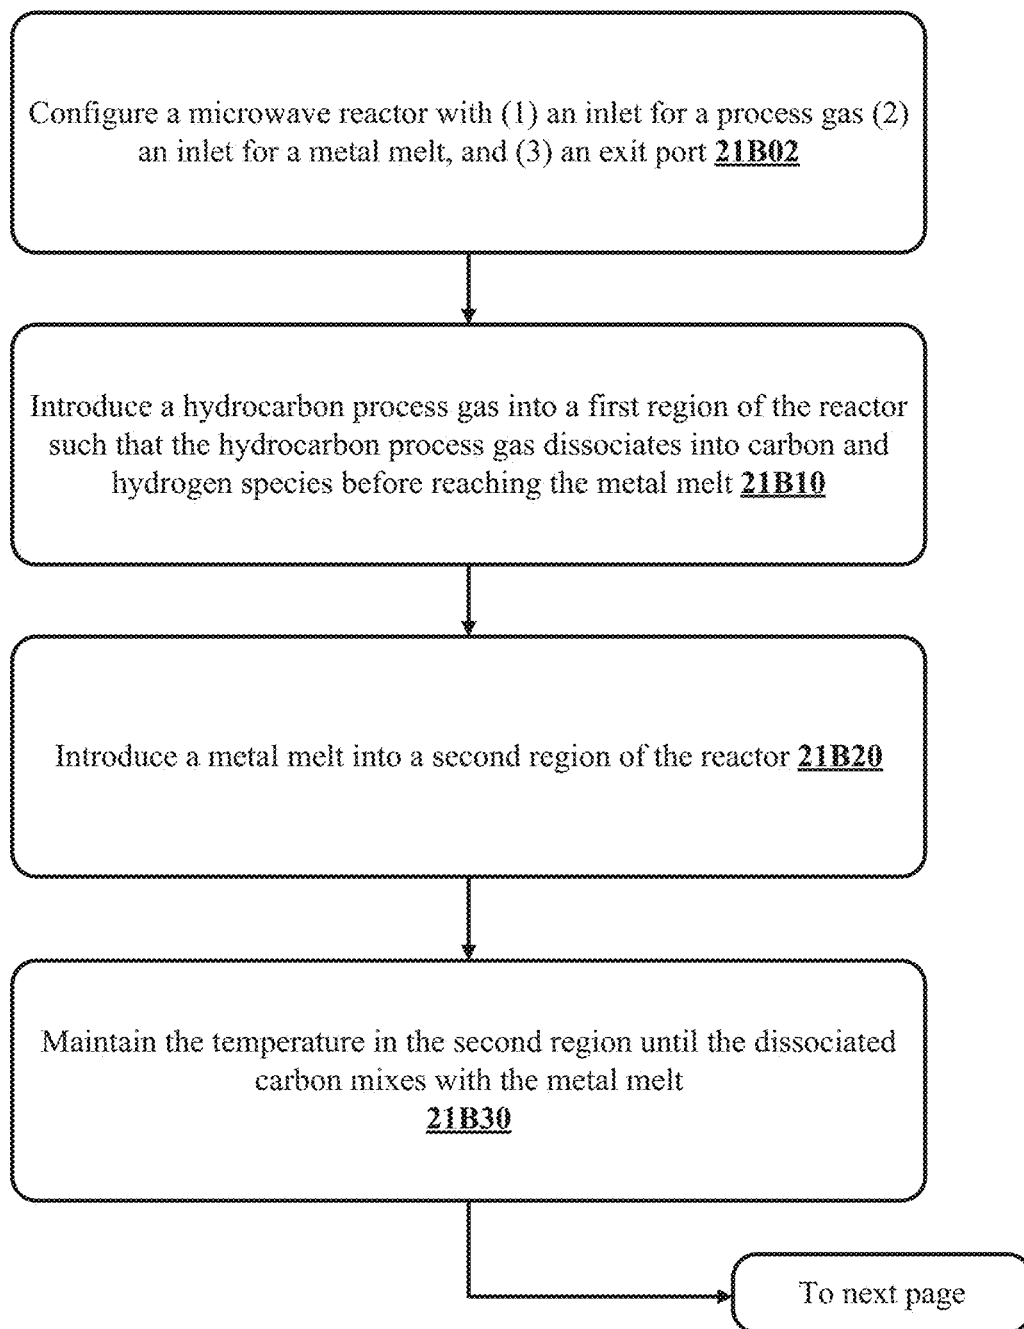 Configure a microwave reactor with (1) an inlet for a process gas (2)
an inlet for a metal melt, and (3) an exit port 21B02
Introduce a hydrocarbon process gas into a first region of the reactor
such that the hydrocarbon process gas dissociates into carbon and
hydrogen species before reaching the metal melt 21B10
Introduce a metal melt into a second region of the reactor 21B20
Maintain the temperature in the second region until the dissociated
carbon mixes with the metal melt
21B30
To next page